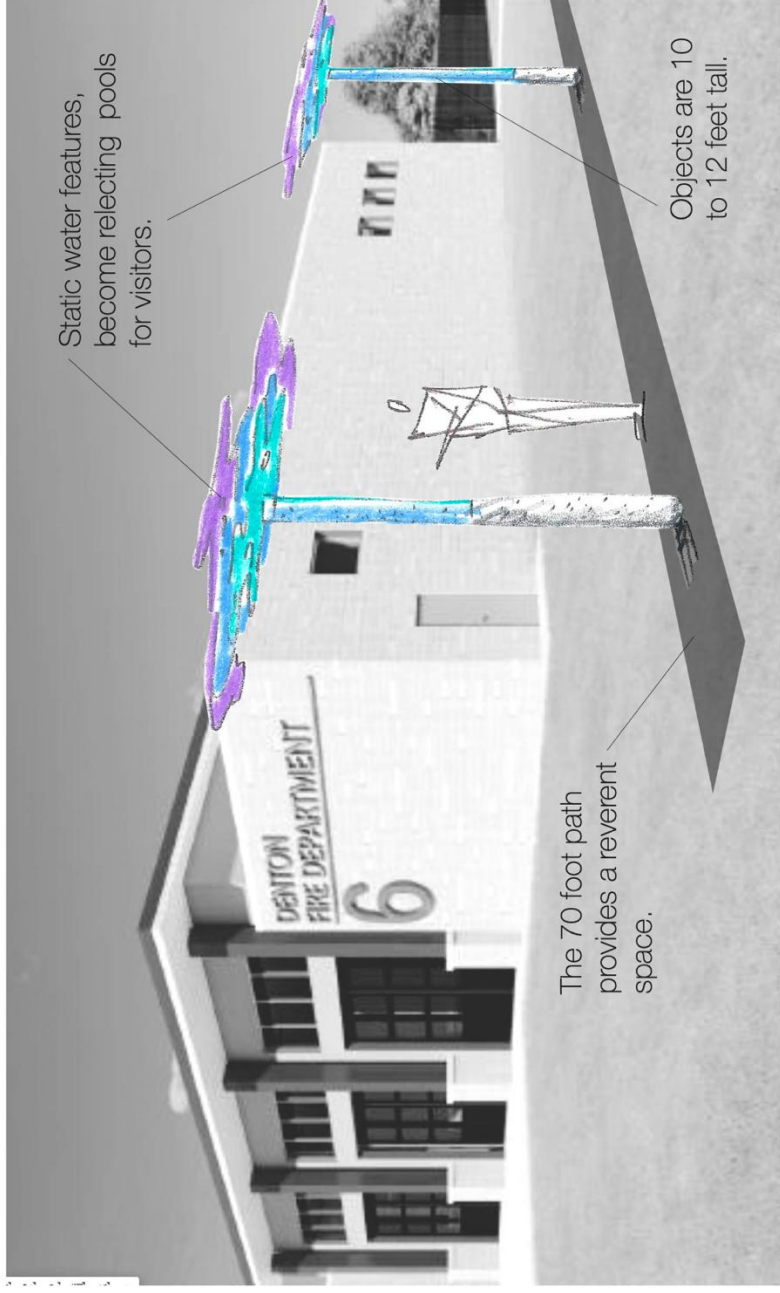 Static water features,
become relecting pools
for visitors.
DENTON
FIRE DEPARTMENT
6
The 70 foot path
provides a reverent
space.
Objects are 10
to 12 feet tall.